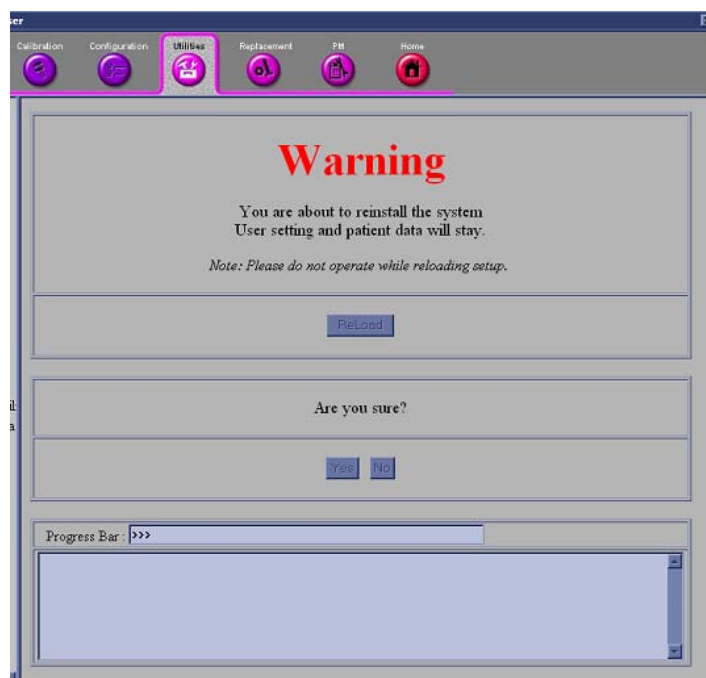 ser
Calibration Configuration Utilities Replacement PM Home
Warning
You are about to reinstall the system
User setting and patient data will stay.
Note: Please do not operate while reloading setup.
ReLoad
Are you sure?
Yes No
Progress Bar : >>>